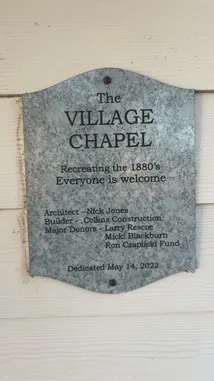 The
VILLAGE
CHAPEL
Recreating the 1880's
Everyone is welcome
Architect - Nick Jones
Builder - Collins Construction
Major Donors - Larry Rescoe
Micki Blackburn
Ron Czaplicki Fund
Dedicated May 14, 2022